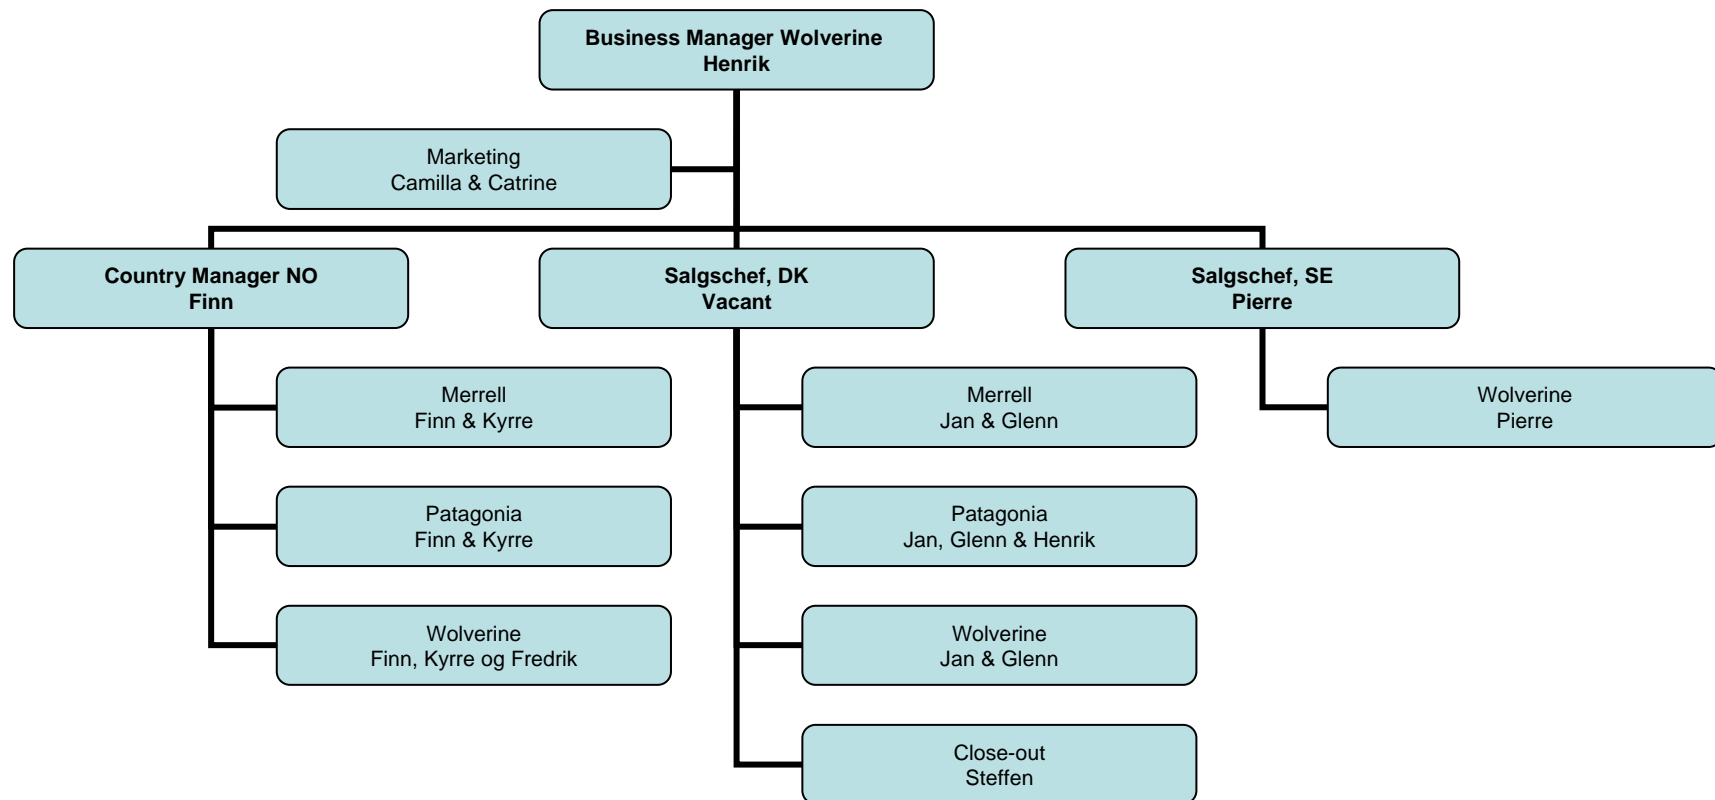 Business Manager Wolverine
Henrik
Marketing
Camilla & Catrine
Country Manager NO
Finn
Salgschef, DK
Vacant
Salgschef, SE
Pierre
Merrell
Finn & Kyrre
Merrell
Jan & Glenn
Wolverine
Pierre
Patagonia
Finn & Kyrre
Patagonia
Jan, Glenn & Henrik
Wolverine
Finn, Kyrre og Fredrik
Wolverine
Jan & Glenn
Close-out
Steffen